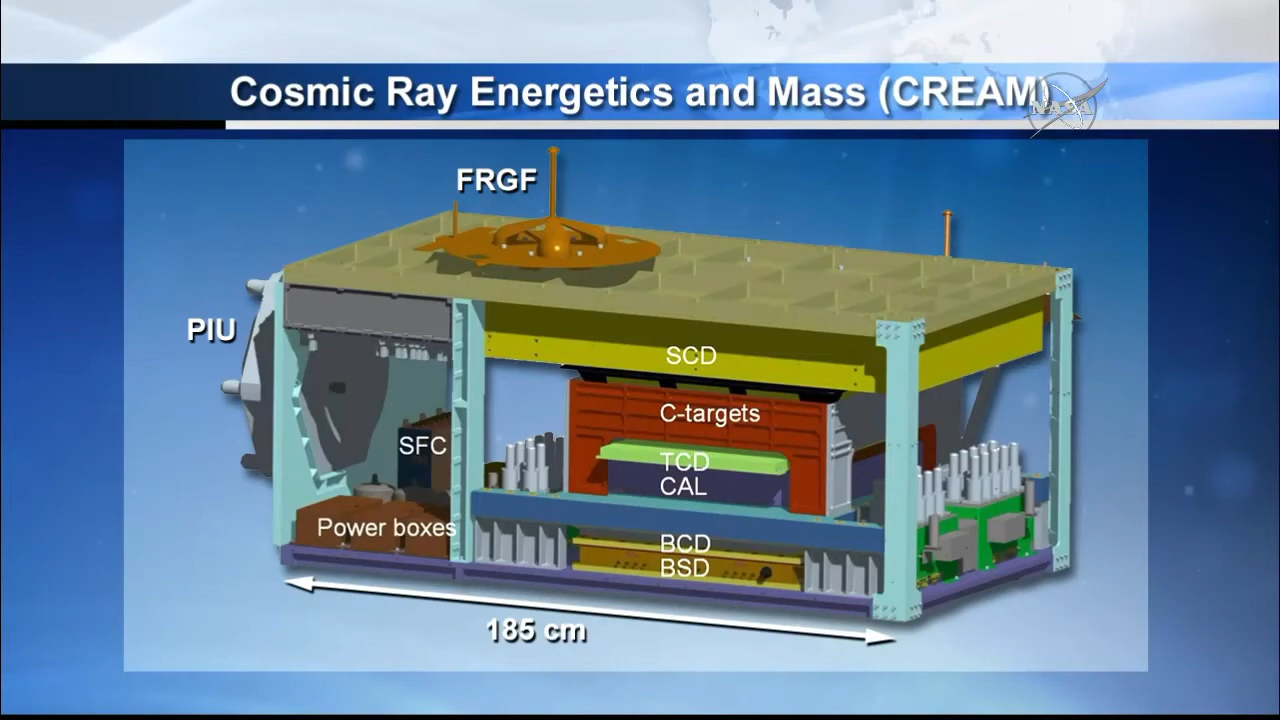 Cosmic Ray Energetics and Mass (CREAM)
NASA
FRGF
PIU
SCD
C-targets
SFC
TCD
CAL
Power boxes
BCD
BSD
185 cm